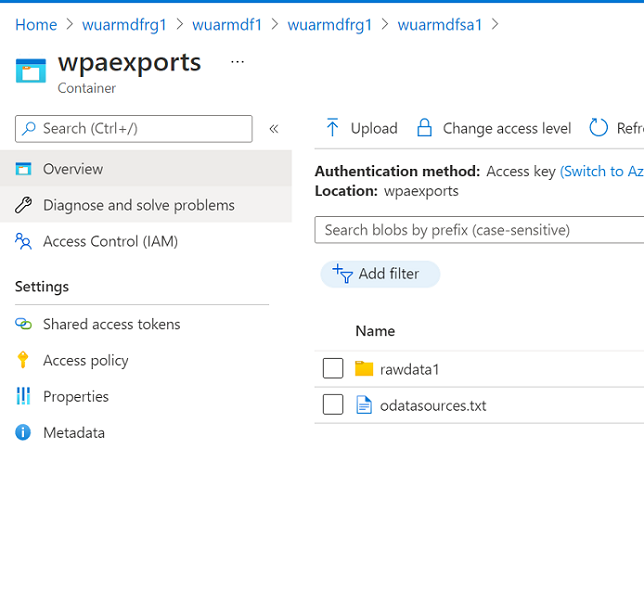 Home > wuarmdfrg1 > wuarmdf1 > wuarmdfrg1 > wuarmdfsa1 >
wpaexports ...
Container
Search (Ctrl+/) «
Overview
Diagnose and solve problems
Access Control (IAM)
Settings
Shared access tokens
Access policy
Properties
Metadata
Upload Change access level Refr
Authentication method: Access key (Switch to Az
Location: wpaexports
Search blobs by prefix (case-sensitive)
Add filter
Name
rawdata1
odatasources.txt